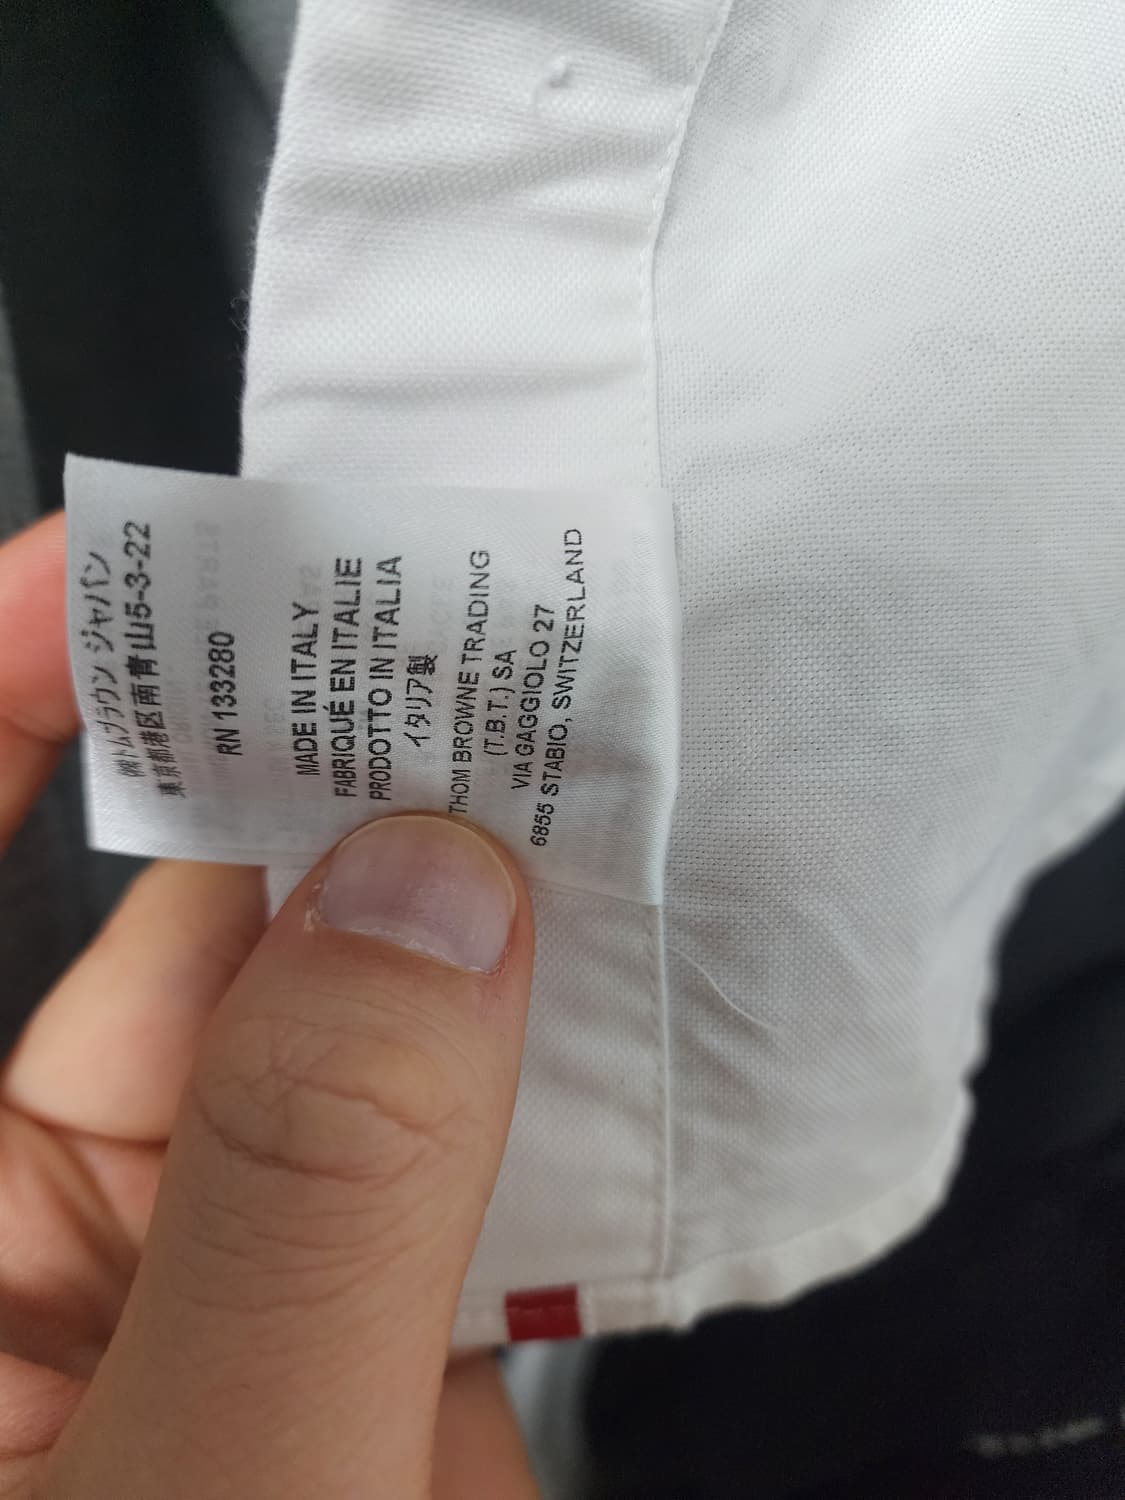 ㈱トムブラウン ジャパン
東京都港区南青山5-3-22
RN 133280
MADE IN ITALY
FABRIQUÉ EN ITALIE
PRODOTTO IN ITALIA
イタリア製
THOM BROWNE TRADING
(T.B.T.) SA
VIA GAGGIOLO 27
6855 STABIO, SWITZERLAND